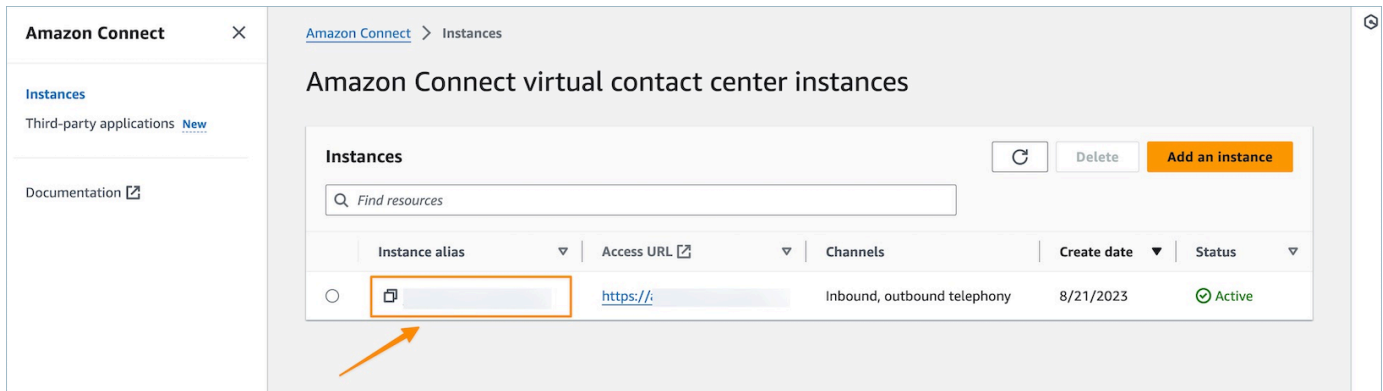 Amazon Connect
Instances
Third-party applications New
Documentation
Amazon Connect > Instances
Amazon Connect virtual contact center instances
Instances
Delete
Add an instance
Find resources
Instance alias
Access URL
Channels
Create date
Status
https://
Inbound, outbound telephony
8/21/2023
Active